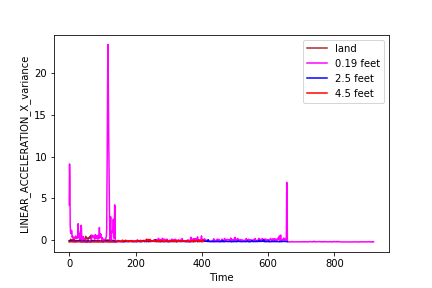 land
0.19 feet
2.5 feet
4.5 feet
LINEAR_ACCELERATION_X_variance
20
15
10
5
0
0 200 400 600 800
Time